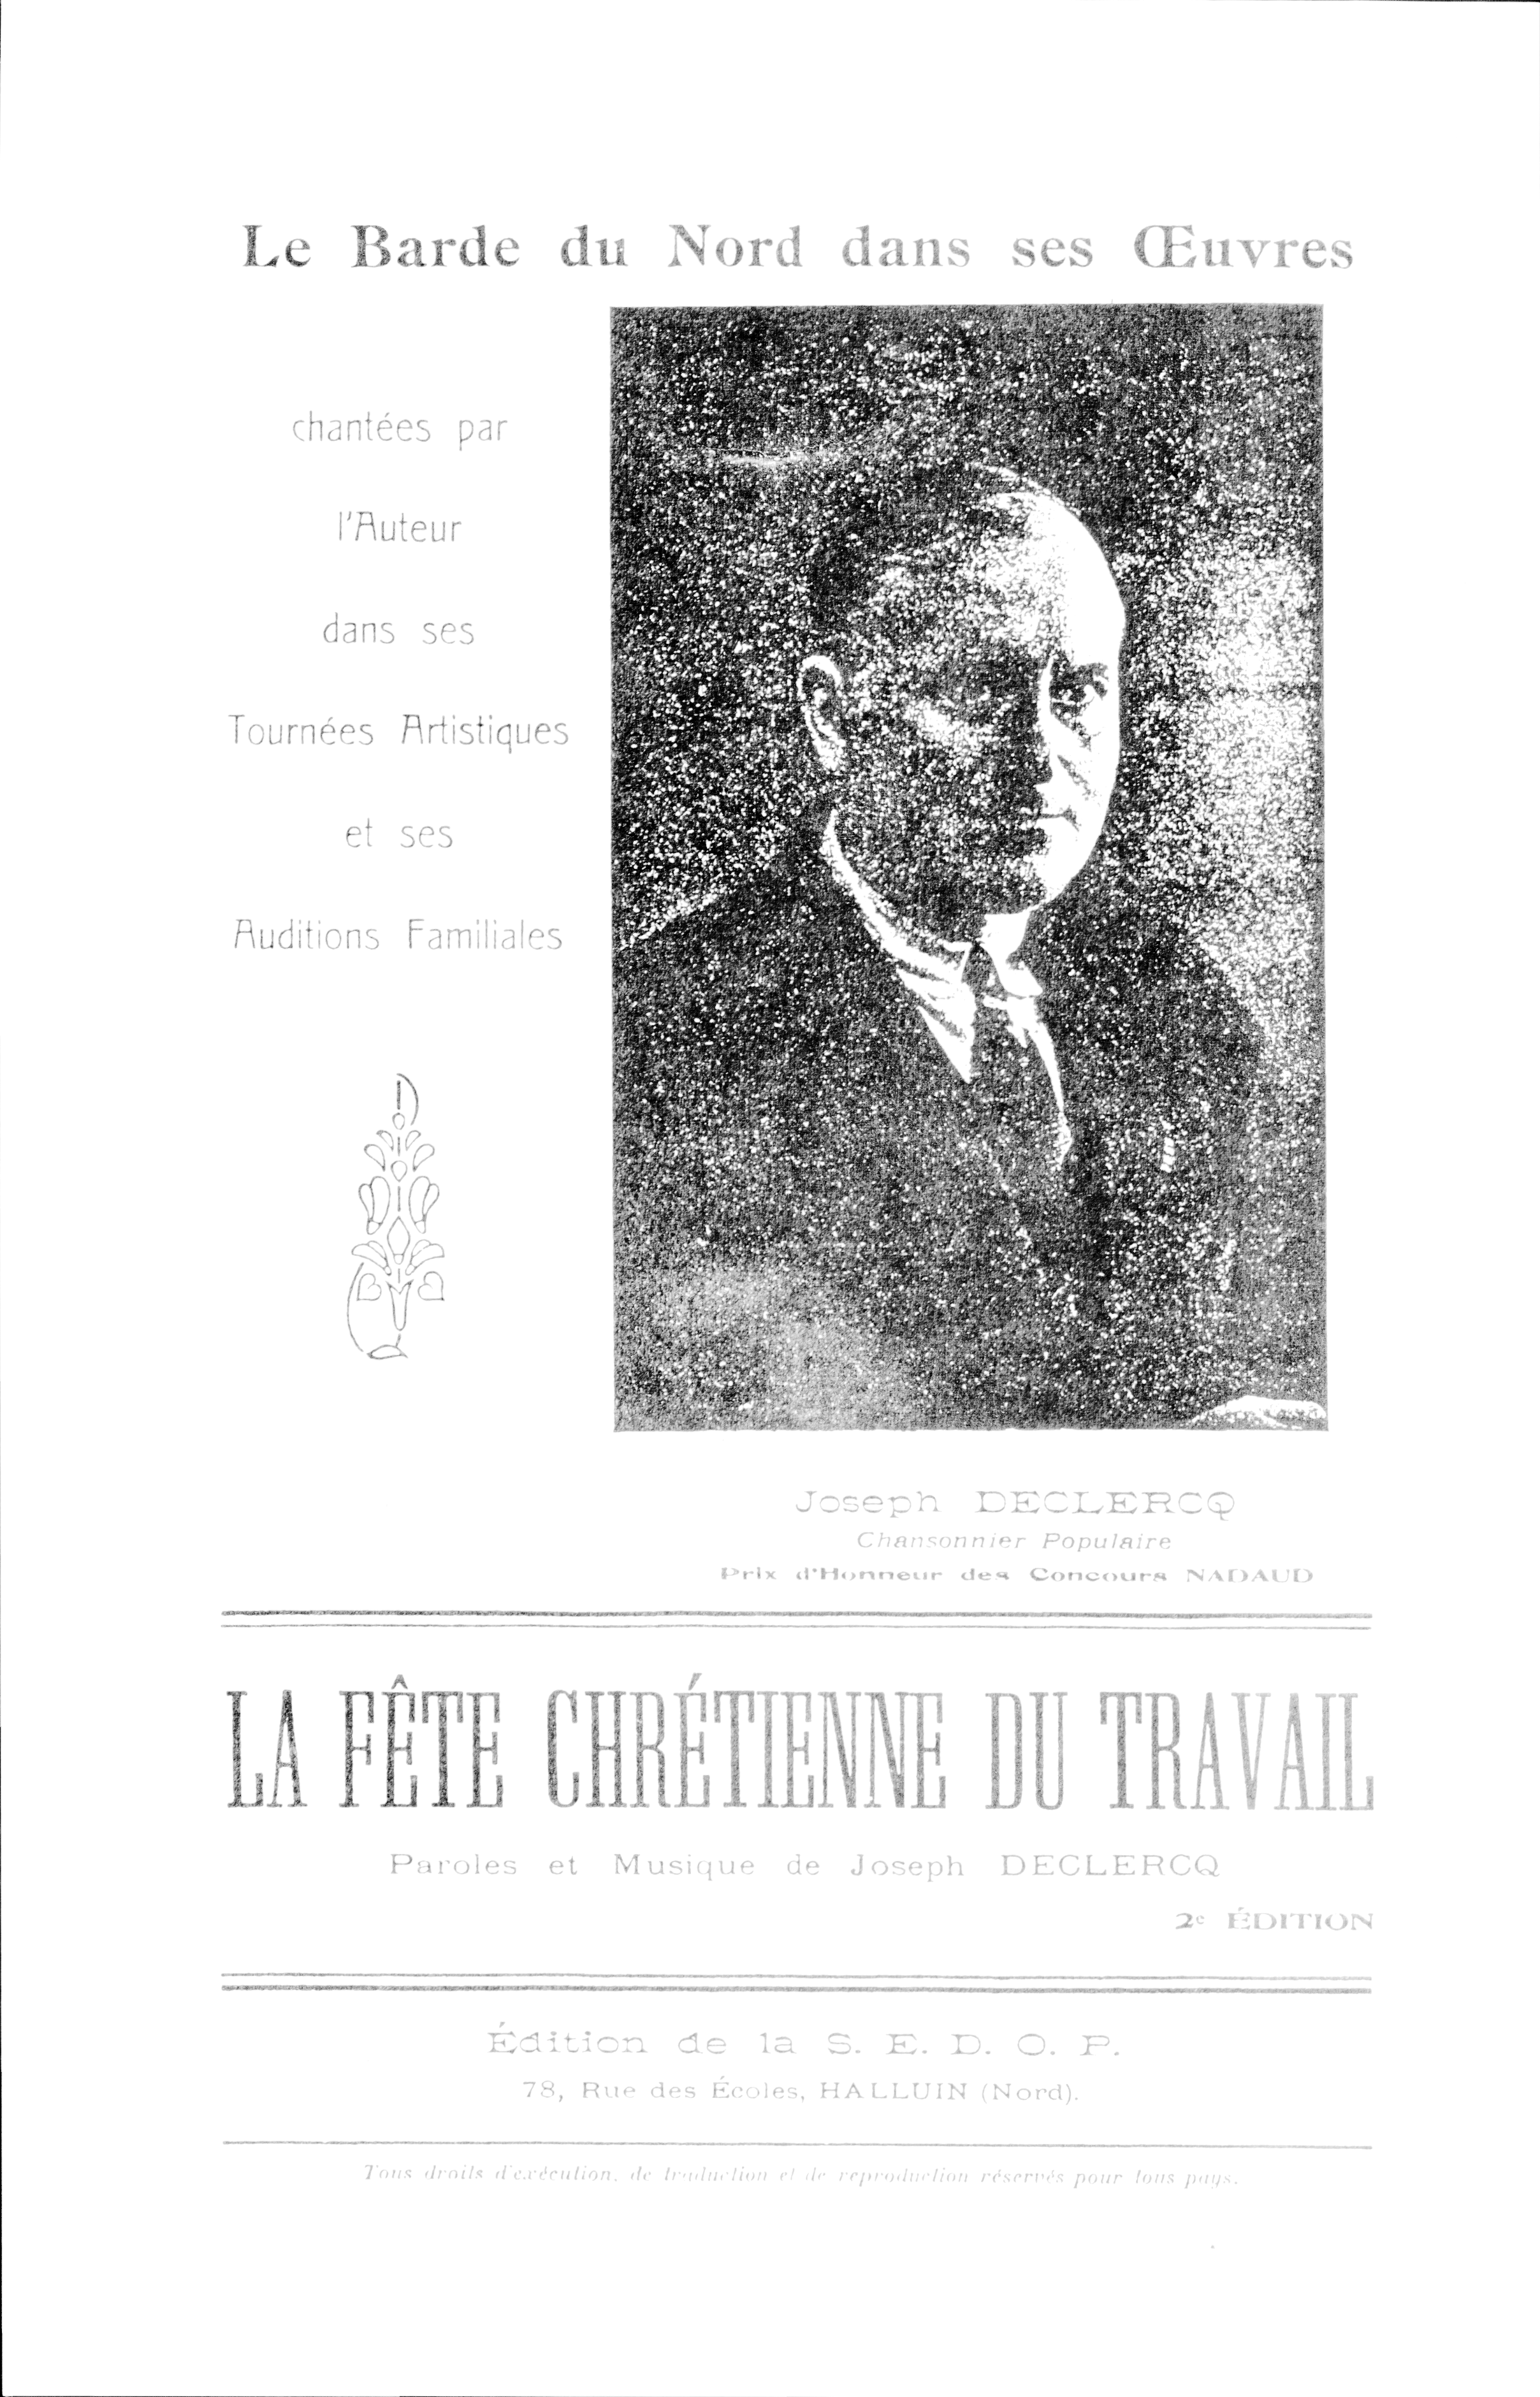 Le Barde du Nord dans ses Œuvres
chantées par
l'Auteur
dans ses
Tournées Artistiques
et ses
Auditions Familiales
Joseph DECLERCQ
Chansonnier Populaire
Prix d'Honneur des Concours NADAUD
LA FÊTE CHRÉTIENNE DU TRAVAIL
Paroles et Musique de Joseph DECLERCQ
2e ÉDITION
Édition de la S. E. D. O. P.
78, Rue des Écoles, HALLUIN (Nord).
Tous droits d'exécution, de traduction et de reproduction réservés pour tous pays.